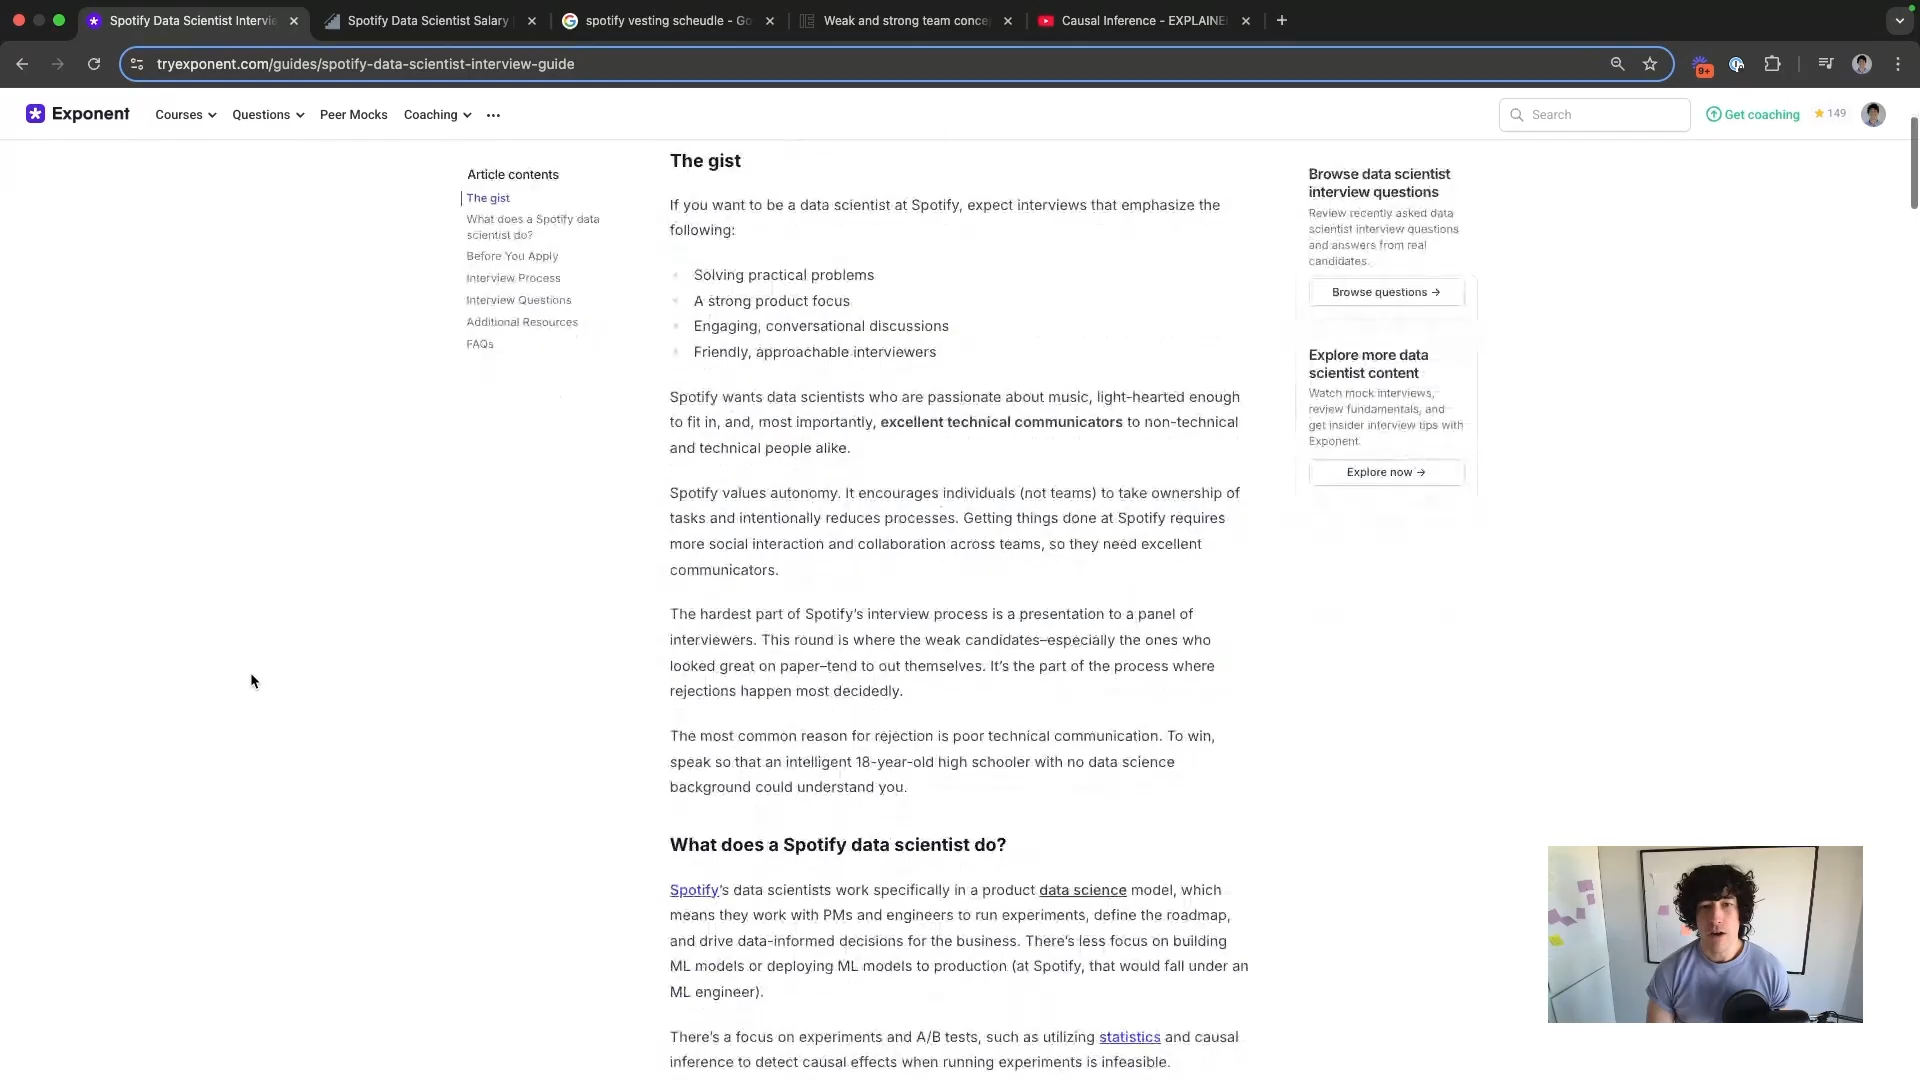 Spotify Data Scientist Intervie
Spotify Data Scientist Salary
spotify vesting scheudle - Go
Weak and strong team conce
Causal Inference - EXPLAINE
tryexponent.com/guides/spotify-data-scientist-interview-guide
9+
Exponent
Courses
Questions
Peer Mocks
Coaching
Search
Get coaching
149
Article contents
The gist
What does a Spotify data
scientist do?
Before You Apply
Interview Process
Interview Questions
Additional Resources
FAQs
The gist
If you want to be a data scientist at Spotify, expect interviews that emphasize the
following:
Solving practical problems
A strong product focus
Engaging, conversational discussions
Friendly, approachable interviewers
Spotify wants data scientists who are passionate about music, light-hearted enough
to fit in, and, most importantly, excellent technical communicators to non-technical
and technical people alike.
Spotify values autonomy. It encourages individuals (not teams) to take ownership of
tasks and intentionally reduces processes. Getting things done at Spotify requires
more social interaction and collaboration across teams, so they need excellent
communicators.
The hardest part of Spotify’s interview process is a presentation to a panel of
interviewers. This round is where the weak candidates–especially the ones who
looked great on paper–tend to out themselves. It’s the part of the process where
rejections happen most decidedly.
The most common reason for rejection is poor technical communication. To win,
speak so that an intelligent 18-year-old high schooler with no data science
background could understand you.
What does a Spotify data scientist do?
Spotify’s data scientists work specifically in a product data science model, which
means they work with PMs and engineers to run experiments, define the roadmap,
and drive data-informed decisions for the business. There’s less focus on building
ML models or deploying ML models to production (at Spotify, that would fall under an
ML engineer).
There’s a focus on experiments and A/B tests, such as utilizing statistics and causal
inference to detect causal effects when running experiments is infeasible.
Browse data scientist
interview questions
Review recently asked data
scientist interview questions
and answers from real
candidates.
Browse questions →
Explore more data
scientist content
Watch mock interviews,
review fundamentals, and
get insider interview tips with
Exponent.
Explore now →